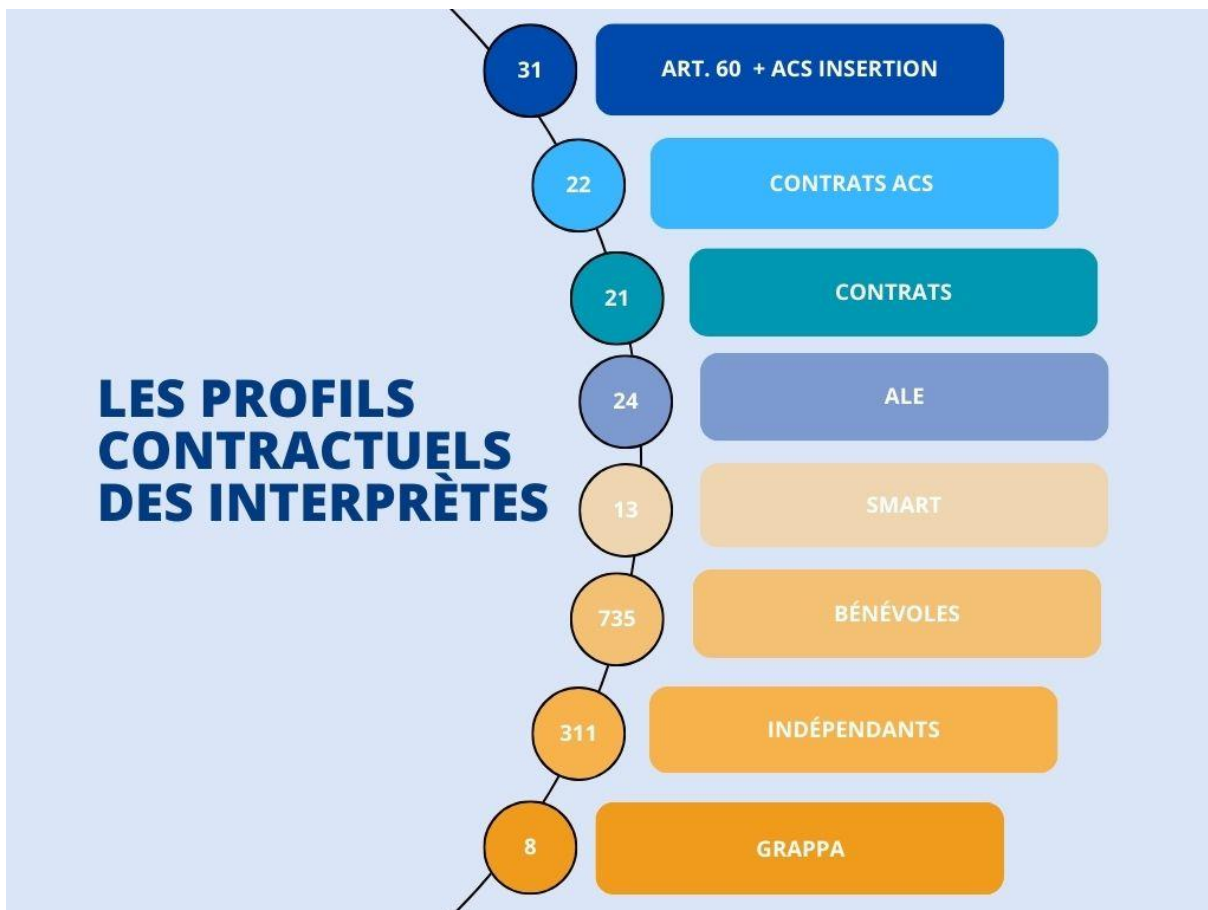 31
ART. 60 + ACS INSERTION
22
CONTRATS ACS
21
CONTRATS
24
ALE
LES PROFILS
CONTRACTUELS
DES INTERPRÈTES
13
SMART
735
BÉNÉVOLES
311
INDÉPENDANTS
8
GRAPPA